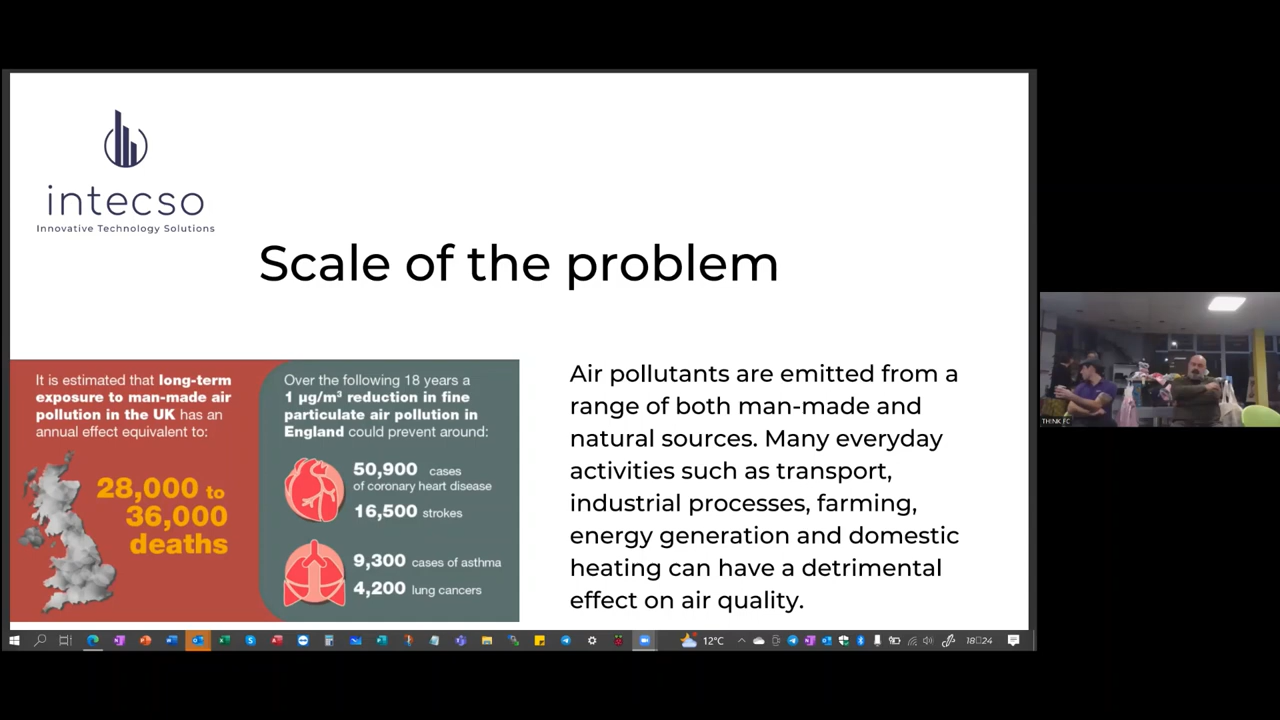 intecso
Innovative Technology Solutions
Scale of the problem
It is estimated that long-term
exposure to man-made air
pollution in the UK has an
annual effect equivalent to:
28,000 to
36,000
deaths
Over the following 18 years a
1 µg/m³ reduction in fine
particulate air pollution in
England could prevent around:
50,900 cases
of coronary heart disease
16,500 strokes
9,300 cases of asthma
4,200 lung cancers
Air pollutants are emitted from a
range of both man-made and
natural sources. Many everyday
activities such as transport,
industrial processes, farming,
energy generation and domestic
heating can have a detrimental
effect on air quality.
THINK FC
12°C
18:24